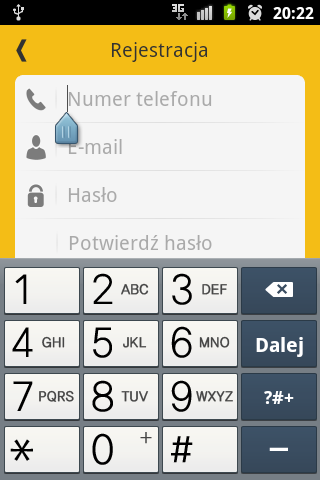 3G 20:22
Rejestracja
Numer telefonu
E-mail
Hasło
Potwierdź hasło
1 2 ABC 3 DEF
4 GHI 5 JKL 6 MNO Dalej
7 PQRS 8 TUV 9 WXYZ ?#+
* 0 + # –